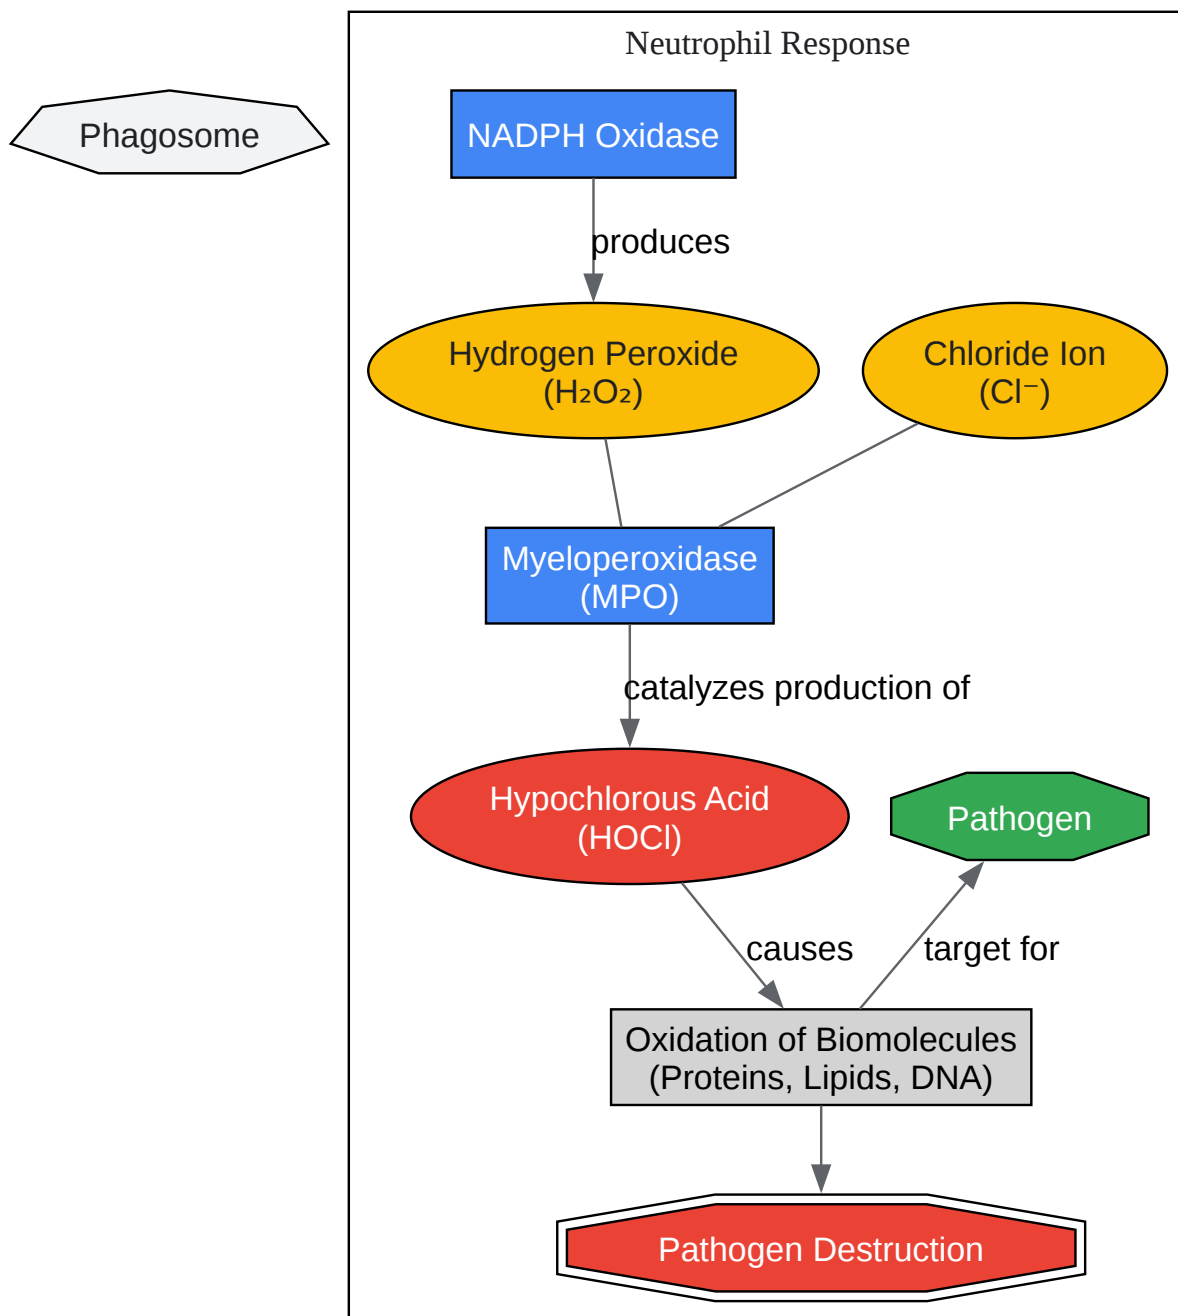 Neutrophil Response
Phagosome
NADPH Oxidase
produces
Hydrogen Peroxide
(H₂O₂)
Chloride Ion
(Cl⁻)
Myeloperoxidase
(MPO)
catalyzes production of
Hypochlorous Acid
(HOCl)
Pathogen
causes
target for
Oxidation of Biomolecules
(Proteins, Lipids, DNA)
Pathogen Destruction